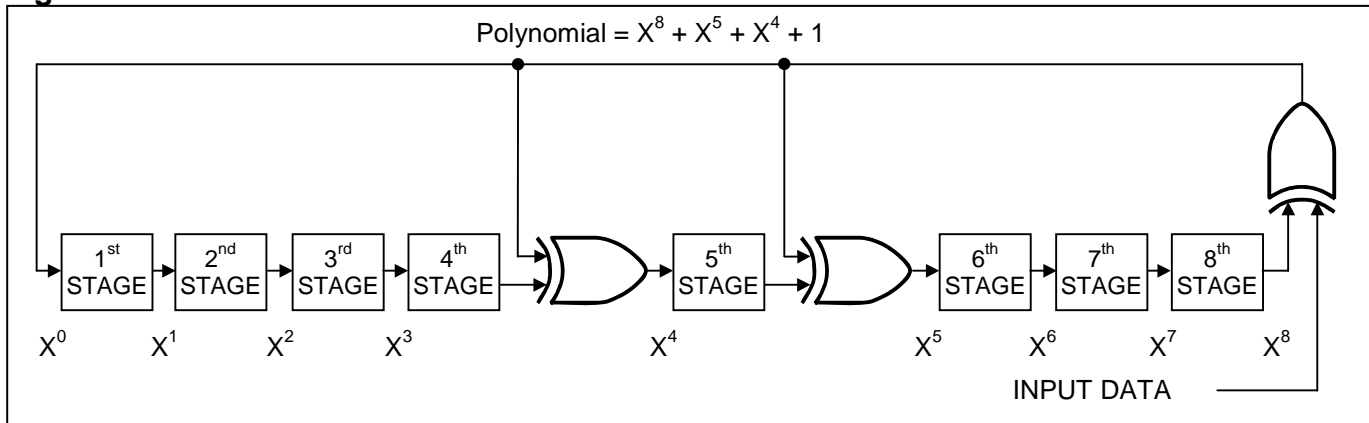 Polynomial = X⁸ + X⁵ + X⁴ + 1
1ˢᵗ STAGE
2ⁿᵈ STAGE
3ʳᵈ STAGE
4ᵗʰ STAGE
5ᵗʰ STAGE
6ᵗʰ STAGE
7ᵗʰ STAGE
8ᵗʰ STAGE
X⁰ X¹ X² X³ X⁴ X⁵ X⁶ X⁷ X⁸
INPUT DATA